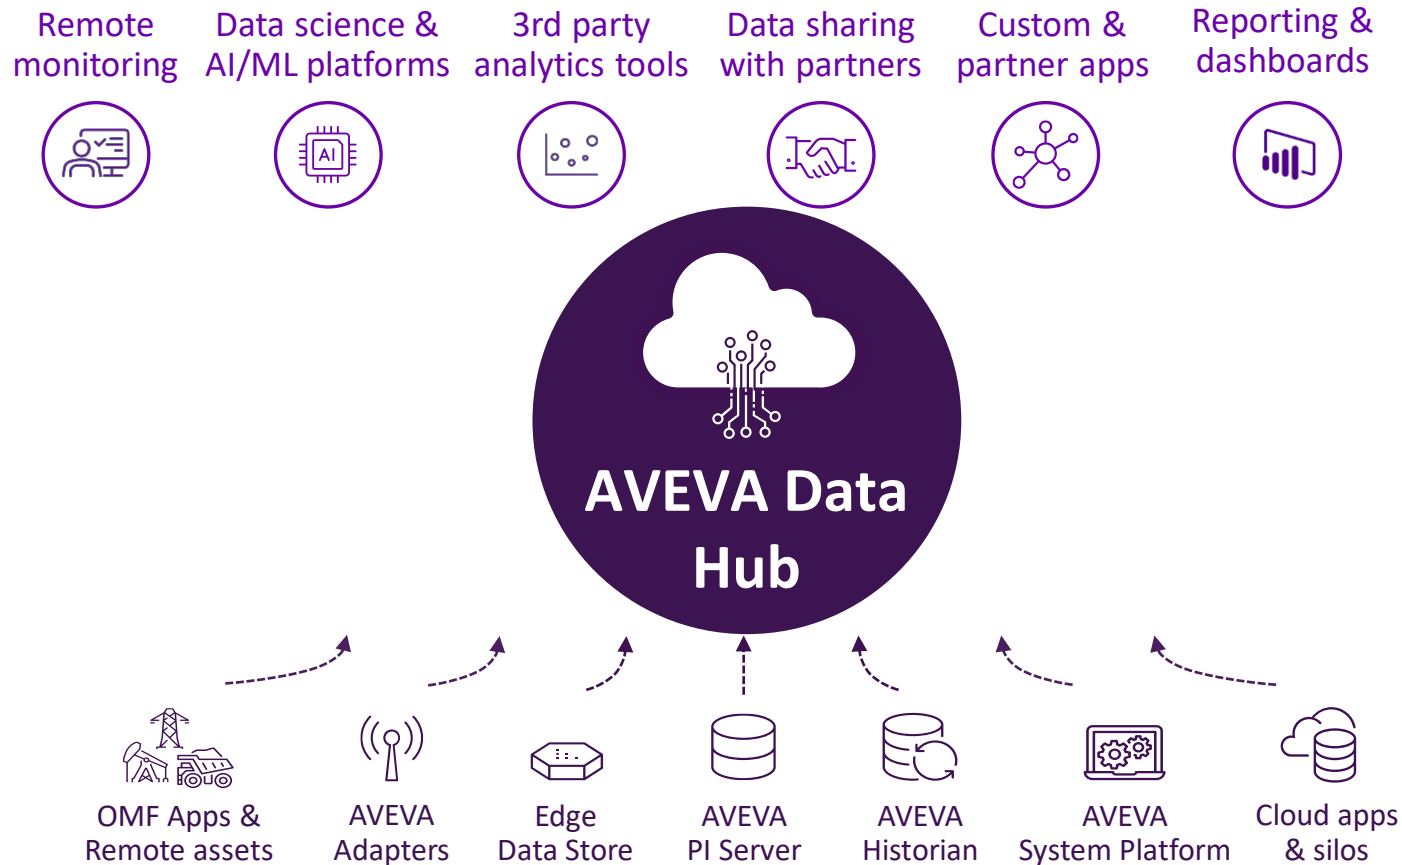 Remote
monitoring
Data science &
AI/ML platforms
3rd party
analytics tools
Data sharing
with partners
Custom &
partner apps
Reporting &
dashboards
AI
AVEVA Data
Hub
OMF Apps &
Remote assets
AVEVA
Adapters
Edge
Data Store
AVEVA
PI Server
AVEVA
Historian
AVEVA
System Platform
Cloud apps
& silos